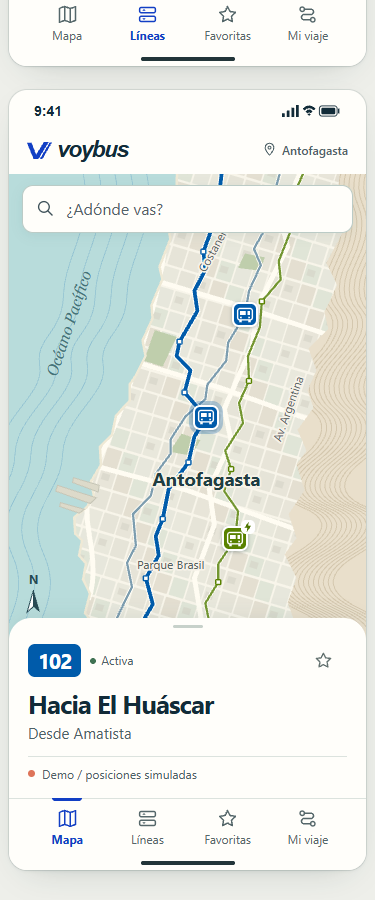 Mapa
Líneas
Favoritas
Mi viaje
9:41
voybus
Antofagasta
¿Adónde vas?
Costaner
Océano Pacífico
Av. Argentina
Antofagasta
Parque Brasil
N
102
Activa
Hacia El Huáscar
Desde Amatista
Demo / posiciones simuladas
Mapa
Líneas
Favoritas
Mi viaje